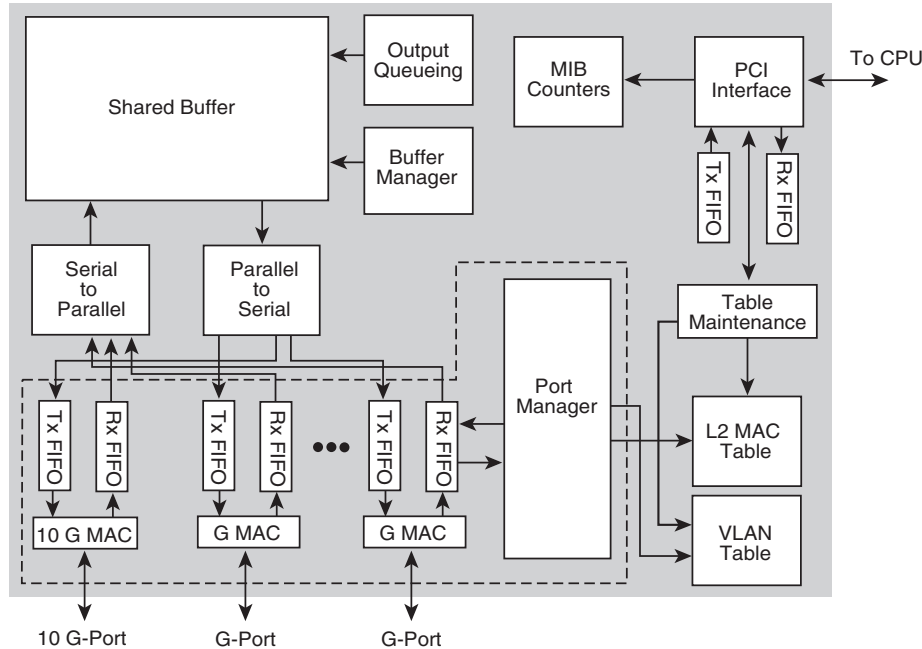 Shared Buffer
Output
Queueing
Buffer
Manager
MIB
Counters
PCI
Interface
To CPU
Tx FIFO
Rx FIFO
Serial
to
Parallel
Parallel
to
Serial
Table
Maintenance
Port
Manager
L2 MAC
Table
VLAN
Table
Tx FIFO
Rx FIFO
Tx FIFO
Rx FIFO
Tx FIFO
Rx FIFO
10 G MAC
G MAC
G MAC
10 G-Port
G-Port
G-Port